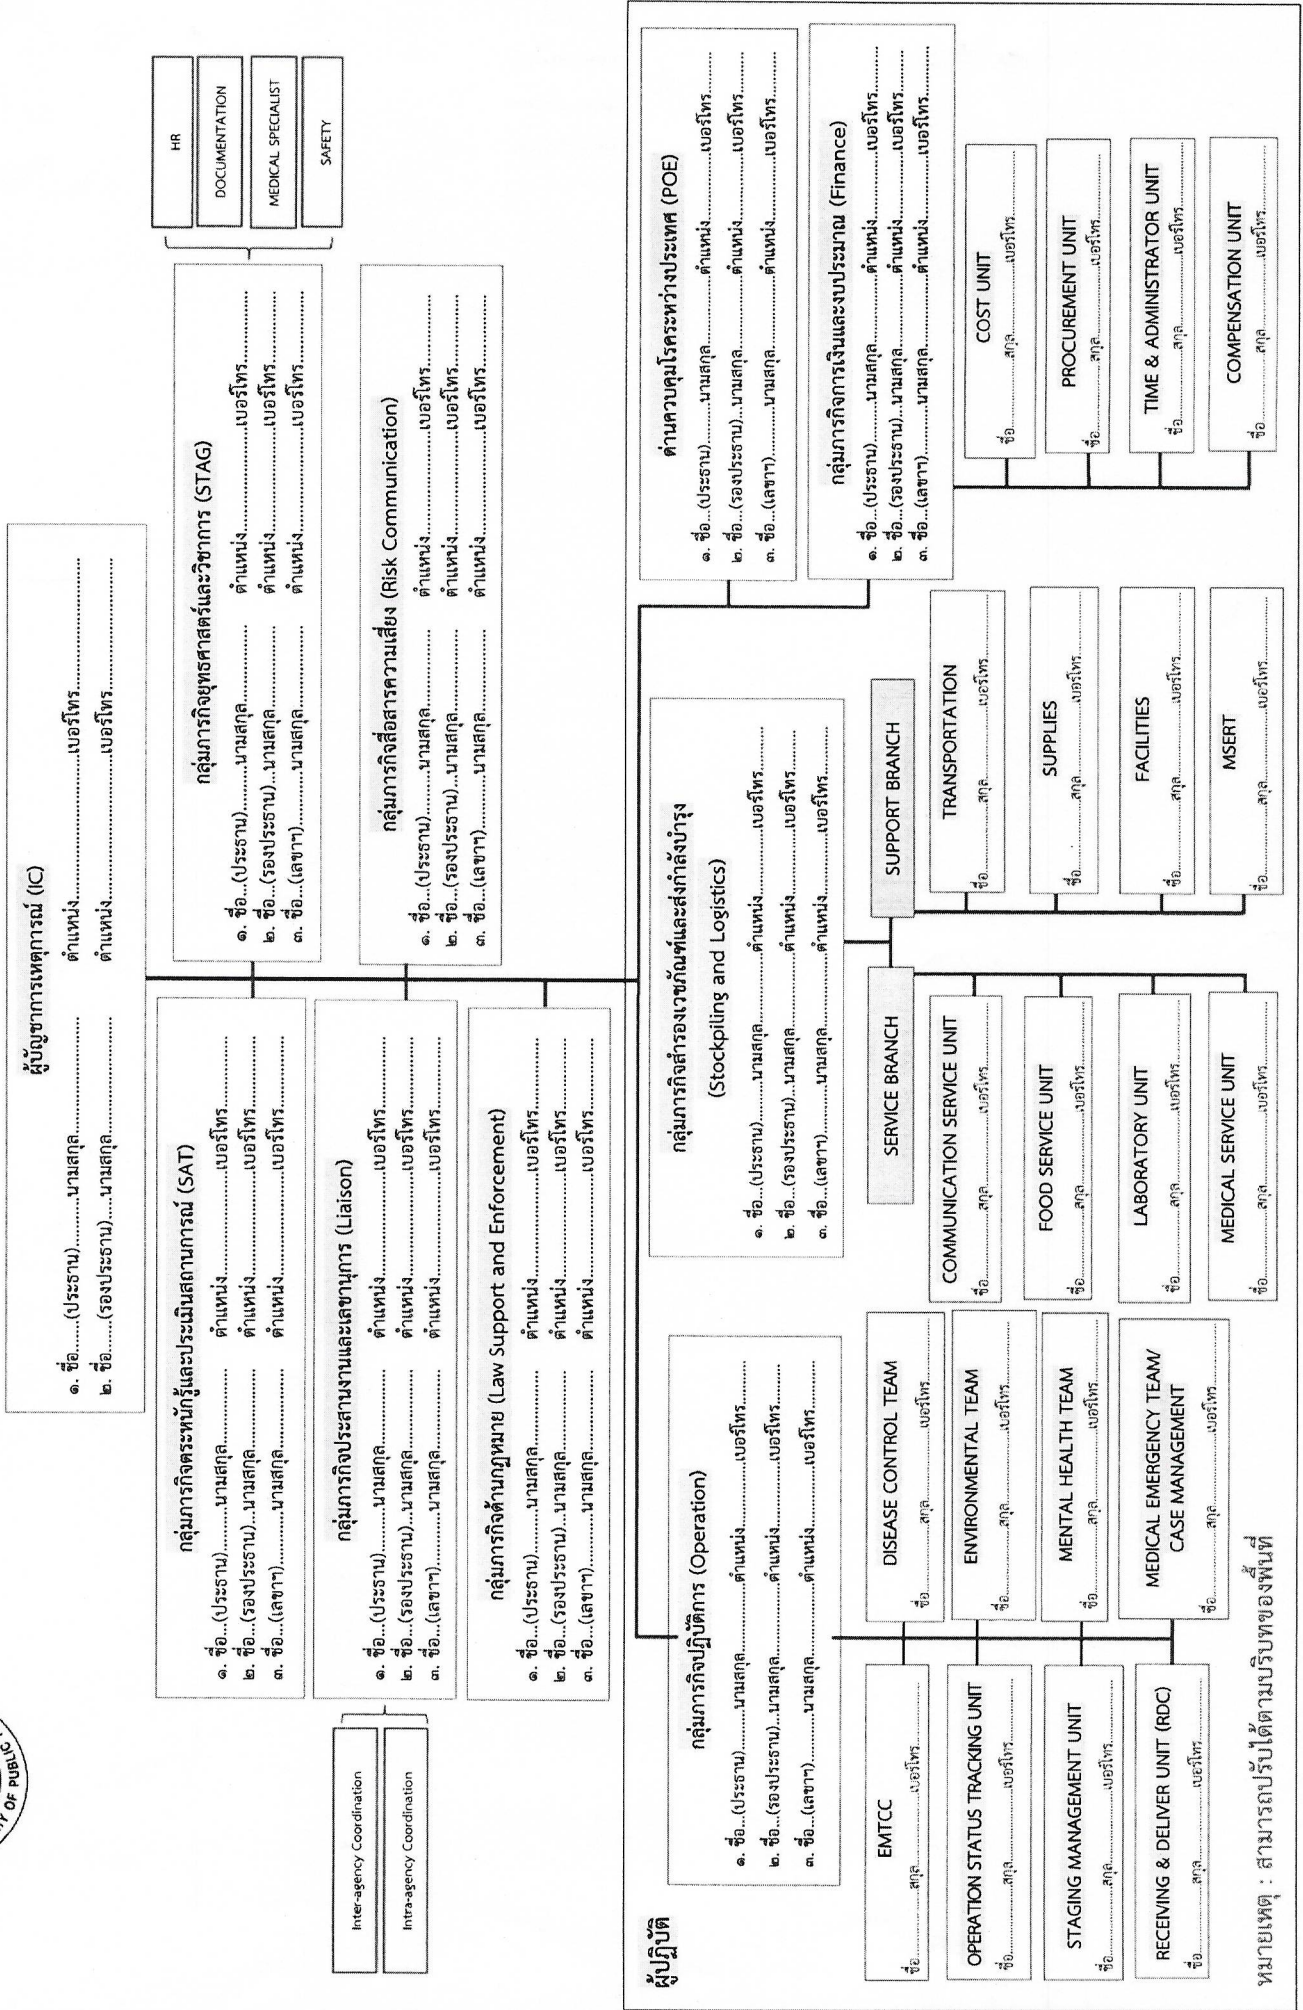 Y OF PUBLIC
ผู้บัญชาการเหตุการณ์ (IC)
๑. ชื่อ......(ประธาน)..........นามสกุล..............ตำแหน่ง..............เบอร์โทร..............
๒. ชื่อ......(รองประธาน).....นามสกุล..............ตำแหน่ง..............เบอร์โทร..............
กลุ่มภารกิจตระหนักรู้และประเมินสถานการณ์ (SAT)
๑. ชื่อ...(ประธาน)........นามสกุล..............ตำแหน่ง..............เบอร์โทร..............
๒. ชื่อ...(รองประธาน)...นามสกุล..............ตำแหน่ง..............เบอร์โทร..............
๓. ชื่อ...(เลขาฯ)..........นามสกุล..............ตำแหน่ง..............เบอร์โทร..............
กลุ่มภารกิจยุทธศาสตร์และวิชาการ (STAG)
๑. ชื่อ...(ประธาน)........นามสกุล..............ตำแหน่ง..............เบอร์โทร..............
๒. ชื่อ...(รองประธาน)...นามสกุล..............ตำแหน่ง..............เบอร์โทร..............
๓. ชื่อ...(เลขาฯ)..........นามสกุล..............ตำแหน่ง..............เบอร์โทร..............
HR
DOCUMENTATION
MEDICAL SPECIALIST
SAFETY
Inter-agency Coordination
Intra-agency Coordination
กลุ่มภารกิจประสานงานและเลขานุการ (Liaison)
๑. ชื่อ...(ประธาน)........นามสกุล..............ตำแหน่ง..............เบอร์โทร..............
๒. ชื่อ...(รองประธาน)...นามสกุล..............ตำแหน่ง..............เบอร์โทร..............
๓. ชื่อ...(เลขาฯ)..........นามสกุล..............ตำแหน่ง..............เบอร์โทร..............
กลุ่มภารกิจสื่อสารความเสี่ยง (Risk Communication)
๑. ชื่อ...(ประธาน)........นามสกุล..............ตำแหน่ง..............เบอร์โทร..............
๒. ชื่อ...(รองประธาน)...นามสกุล..............ตำแหน่ง..............เบอร์โทร..............
๓. ชื่อ...(เลขาฯ)..........นามสกุล..............ตำแหน่ง..............เบอร์โทร..............
กลุ่มภารกิจด้านกฎหมาย (Law Support and Enforcement)
๑. ชื่อ...(ประธาน)........นามสกุล..............ตำแหน่ง..............เบอร์โทร..............
๒. ชื่อ...(รองประธาน)...นามสกุล..............ตำแหน่ง..............เบอร์โทร..............
๓. ชื่อ...(เลขาฯ)..........นามสกุล..............ตำแหน่ง..............เบอร์โทร..............
ผู้ปฏิบัติ
กลุ่มภารกิจปฏิบัติการ (Operation)
๑. ชื่อ...(ประธาน)........นามสกุล..............ตำแหน่ง..............เบอร์โทร..............
๒. ชื่อ...(รองประธาน)...นามสกุล..............ตำแหน่ง..............เบอร์โทร..............
๓. ชื่อ...(เลขาฯ)..........นามสกุล..............ตำแหน่ง..............เบอร์โทร..............
EMTCC
ชื่อ..............สกุล..............เบอร์โทร..............
OPERATION STATUS TRACKING UNIT
ชื่อ..............สกุล..............เบอร์โทร..............
STAGING MANAGEMENT UNIT
ชื่อ..............สกุล..............เบอร์โทร..............
RECEIVING & DELIVER UNIT (RDC)
ชื่อ..............สกุล..............เบอร์โทร..............
DISEASE CONTROL TEAM
ชื่อ..............สกุล..............เบอร์โทร..............
ENVIRONMENTAL TEAM
ชื่อ..............สกุล..............เบอร์โทร..............
MENTAL HEALTH TEAM
ชื่อ..............สกุล..............เบอร์โทร..............
MEDICAL EMERGENCY TEAM/
CASE MANAGEMENT
ชื่อ..............สกุล..............เบอร์โทร..............
กลุ่มภารกิจสำรองเวชภัณฑ์และส่งกำลังบำรุง
(Stockpiling and Logistics)
๑. ชื่อ...(ประธาน)........นามสกุล..............ตำแหน่ง..............เบอร์โทร..............
๒. ชื่อ...(รองประธาน)...นามสกุล..............ตำแหน่ง..............เบอร์โทร..............
๓. ชื่อ...(เลขาฯ)..........นามสกุล..............ตำแหน่ง..............เบอร์โทร..............
SERVICE BRANCH
COMMUNICATION SERVICE UNIT
ชื่อ..............สกุล..............เบอร์โทร..............
FOOD SERVICE UNIT
ชื่อ..............สกุล..............เบอร์โทร..............
LABORATORY UNIT
ชื่อ..............สกุล..............เบอร์โทร..............
MEDICAL SERVICE UNIT
ชื่อ..............สกุล..............เบอร์โทร..............
SUPPORT BRANCH
TRANSPORTATION
ชื่อ..............สกุล..............เบอร์โทร..............
SUPPLIES
ชื่อ..............สกุล..............เบอร์โทร..............
FACILITIES
ชื่อ..............สกุล..............เบอร์โทร..............
MSERT
ชื่อ..............สกุล..............เบอร์โทร..............
ด่านควบคุมโรคระหว่างประเทศ (POE)
๑. ชื่อ...(ประธาน)........นามสกุล..............ตำแหน่ง..............เบอร์โทร..............
๒. ชื่อ...(รองประธาน)...นามสกุล..............ตำแหน่ง..............เบอร์โทร..............
๓. ชื่อ...(เลขาฯ)..........นามสกุล..............ตำแหน่ง..............เบอร์โทร..............
กลุ่มภารกิจการเงินและงบประมาณ (Finance)
๑. ชื่อ...(ประธาน)........นามสกุล..............ตำแหน่ง..............เบอร์โทร..............
๒. ชื่อ...(รองประธาน)...นามสกุล..............ตำแหน่ง..............เบอร์โทร..............
๓. ชื่อ...(เลขาฯ)..........นามสกุล..............ตำแหน่ง..............เบอร์โทร..............
COST UNIT
ชื่อ..............สกุล..............เบอร์โทร..............
PROCUREMENT UNIT
ชื่อ..............สกุล..............เบอร์โทร..............
TIME & ADMINISTRATOR UNIT
ชื่อ..............สกุล..............เบอร์โทร..............
COMPENSATION UNIT
ชื่อ..............สกุล..............เบอร์โทร..............
หมายเหตุ : สามารถปรับได้ตามบริบทของพื้นที่